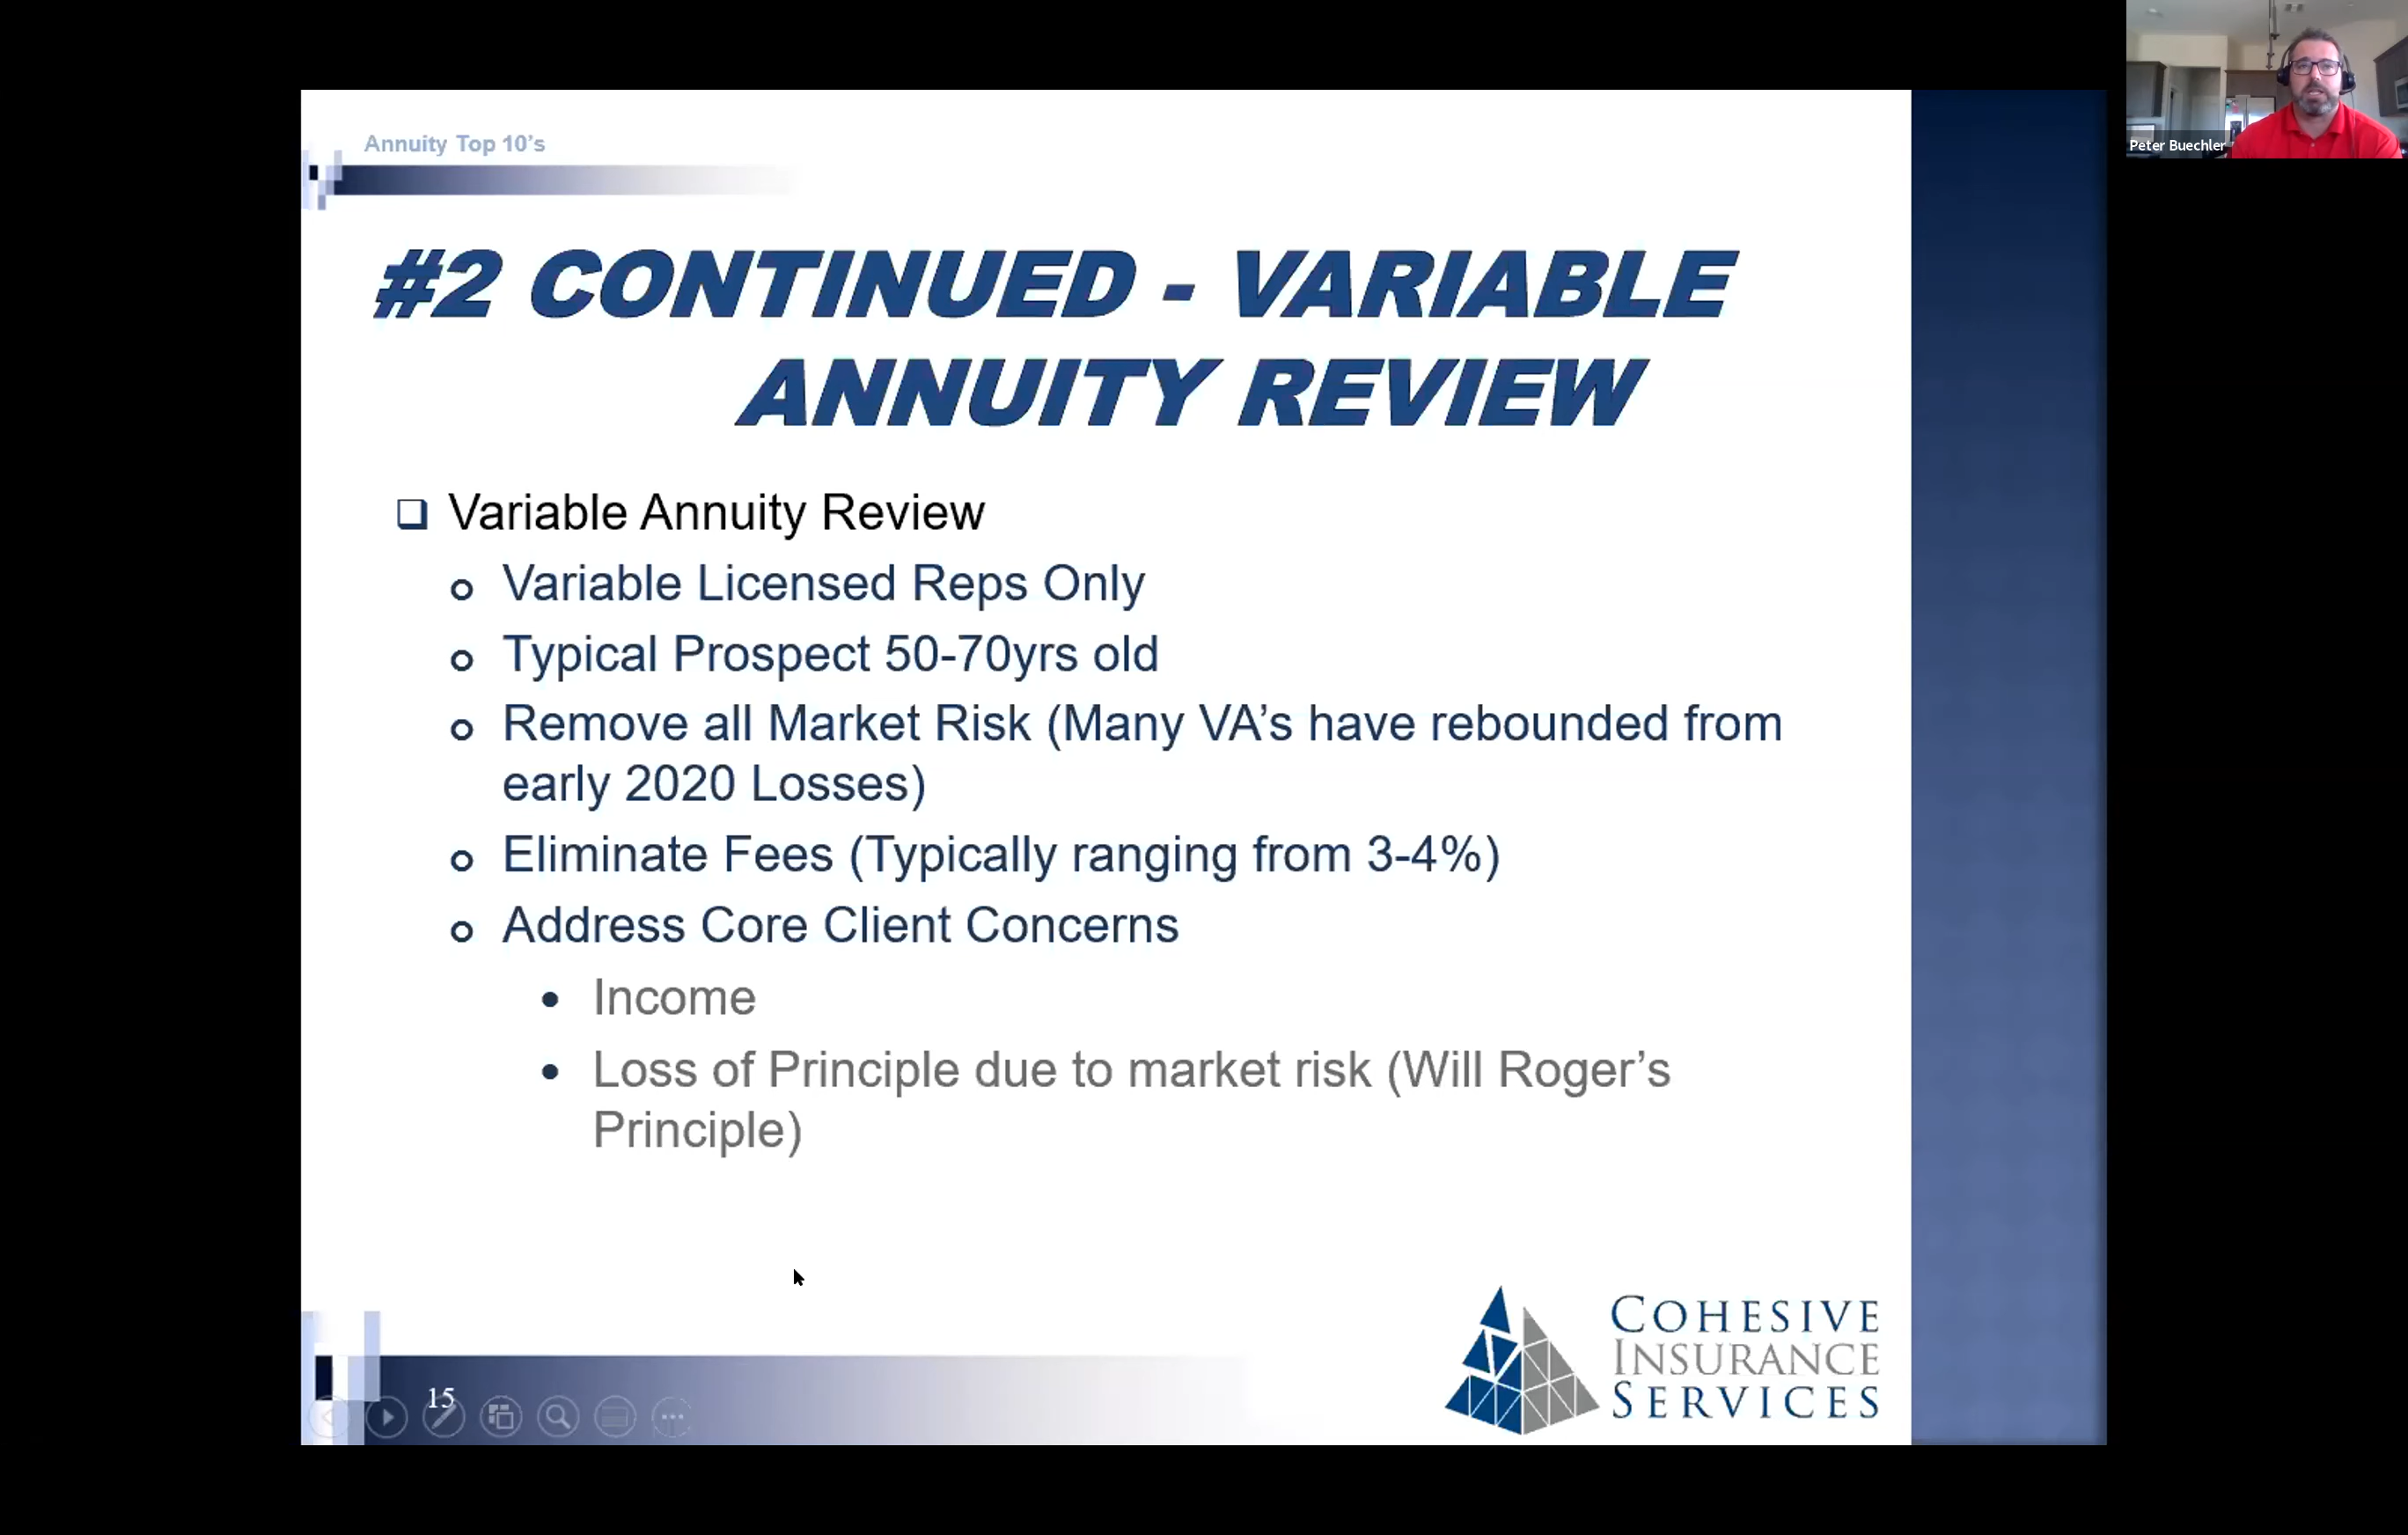 Annuity Top 10's
#2 CONTINUED - VARIABLE
ANNUITY REVIEW
Variable Annuity Review
Variable Licensed Reps Only
Typical Prospect 50-70yrs old
Remove all Market Risk (Many VA’s have rebounded from
early 2020 Losses)
Eliminate Fees (Typically ranging from 3-4%)
Address Core Client Concerns
Income
Loss of Principle due to market risk (Will Roger’s
Principle)
15
COHESIVE
INSURANCE
SERVICES
Peter Buechler